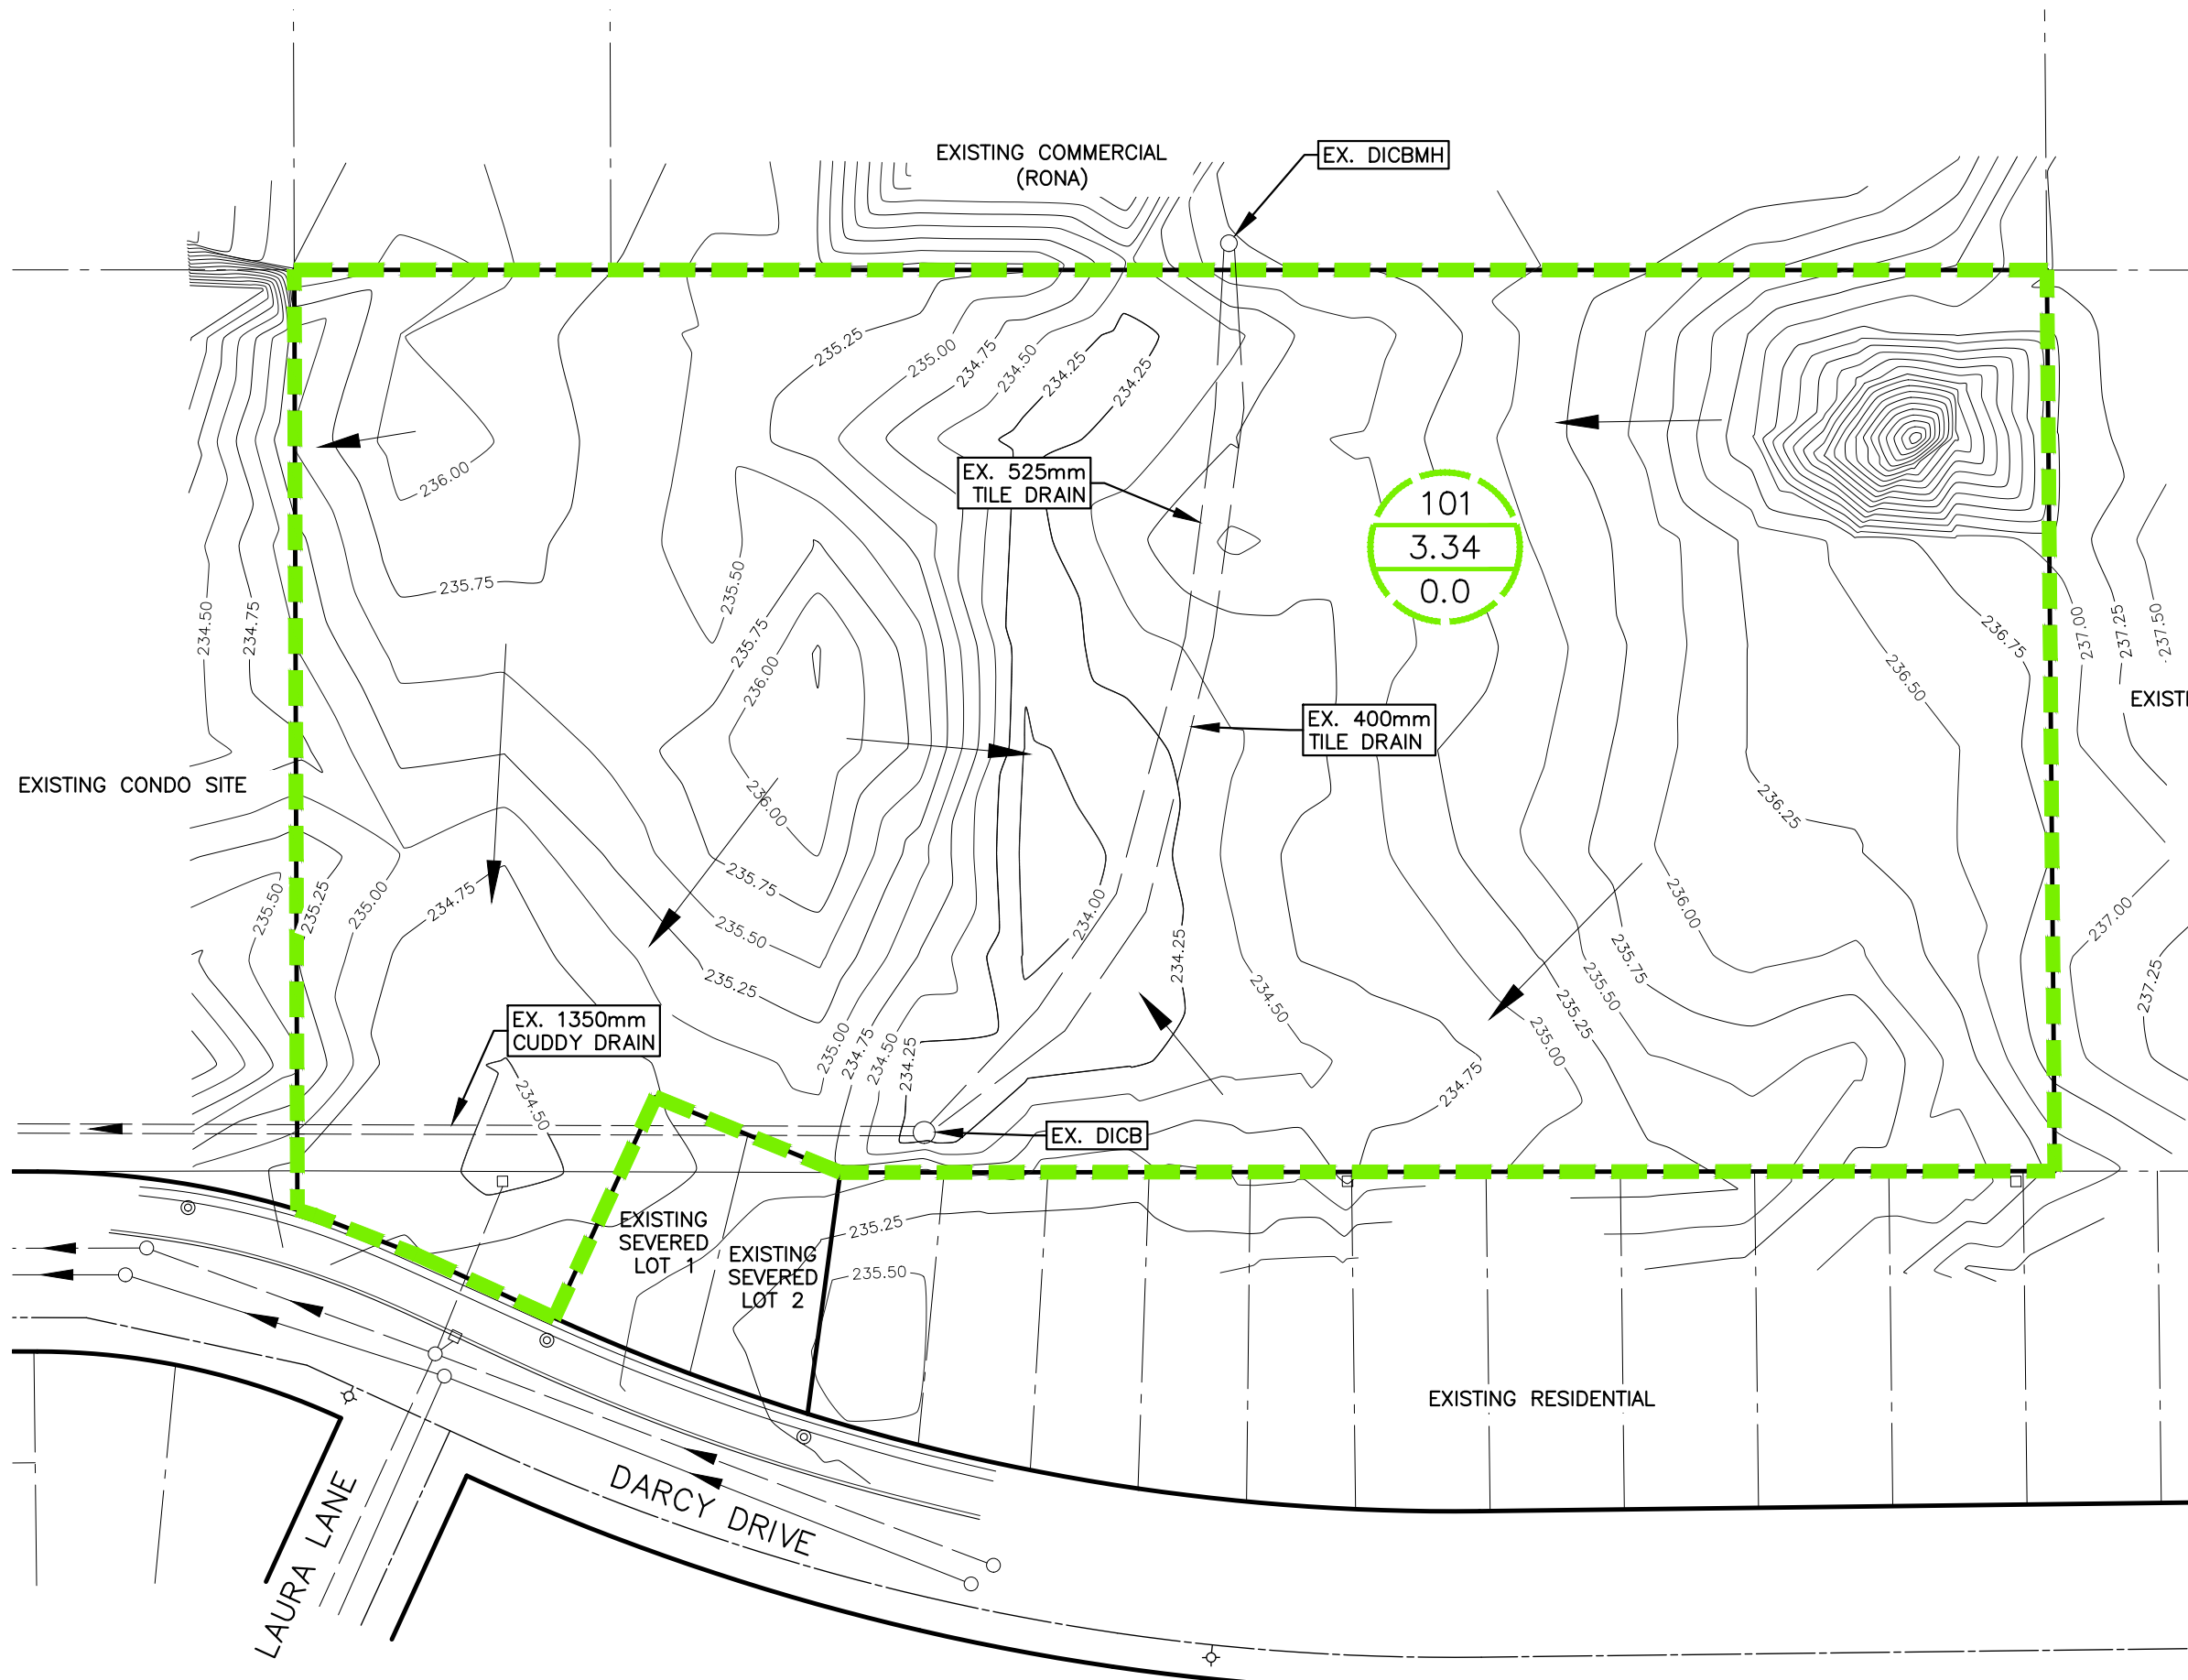 EXISTING COMMERCIAL
(RONA)
EX. DICBMH
235.25
235.00
234.75
234.50
234.25
234.25
EX. 525mm
TILE DRAIN
236.00
101
3.34
0.0
235.75
235.50
235.75
236.00
234.50
234.75
236.75
237.00
237.25
237.50
236.50
EXISTI
EX. 400mm
TILE DRAIN
EXISTING CONDO SITE
236.00
236.25
235.75
235.50
235.25
235.50
235.25
235.00
234.75
234.00
234.25
234.50
236.00
235.75
235.50
235.25
235.00
237.00
237.25
EX. 1350mm
CUDDY DRAIN
235.00
234.75
234.50
234.25
234.75
234.50
EX. DICB
EXISTING
SEVERED
LOT 1
EXISTING
SEVERED
LOT 2
235.25
235.50
EXISTING RESIDENTIAL
DARCY DRIVE
LAURA LANE